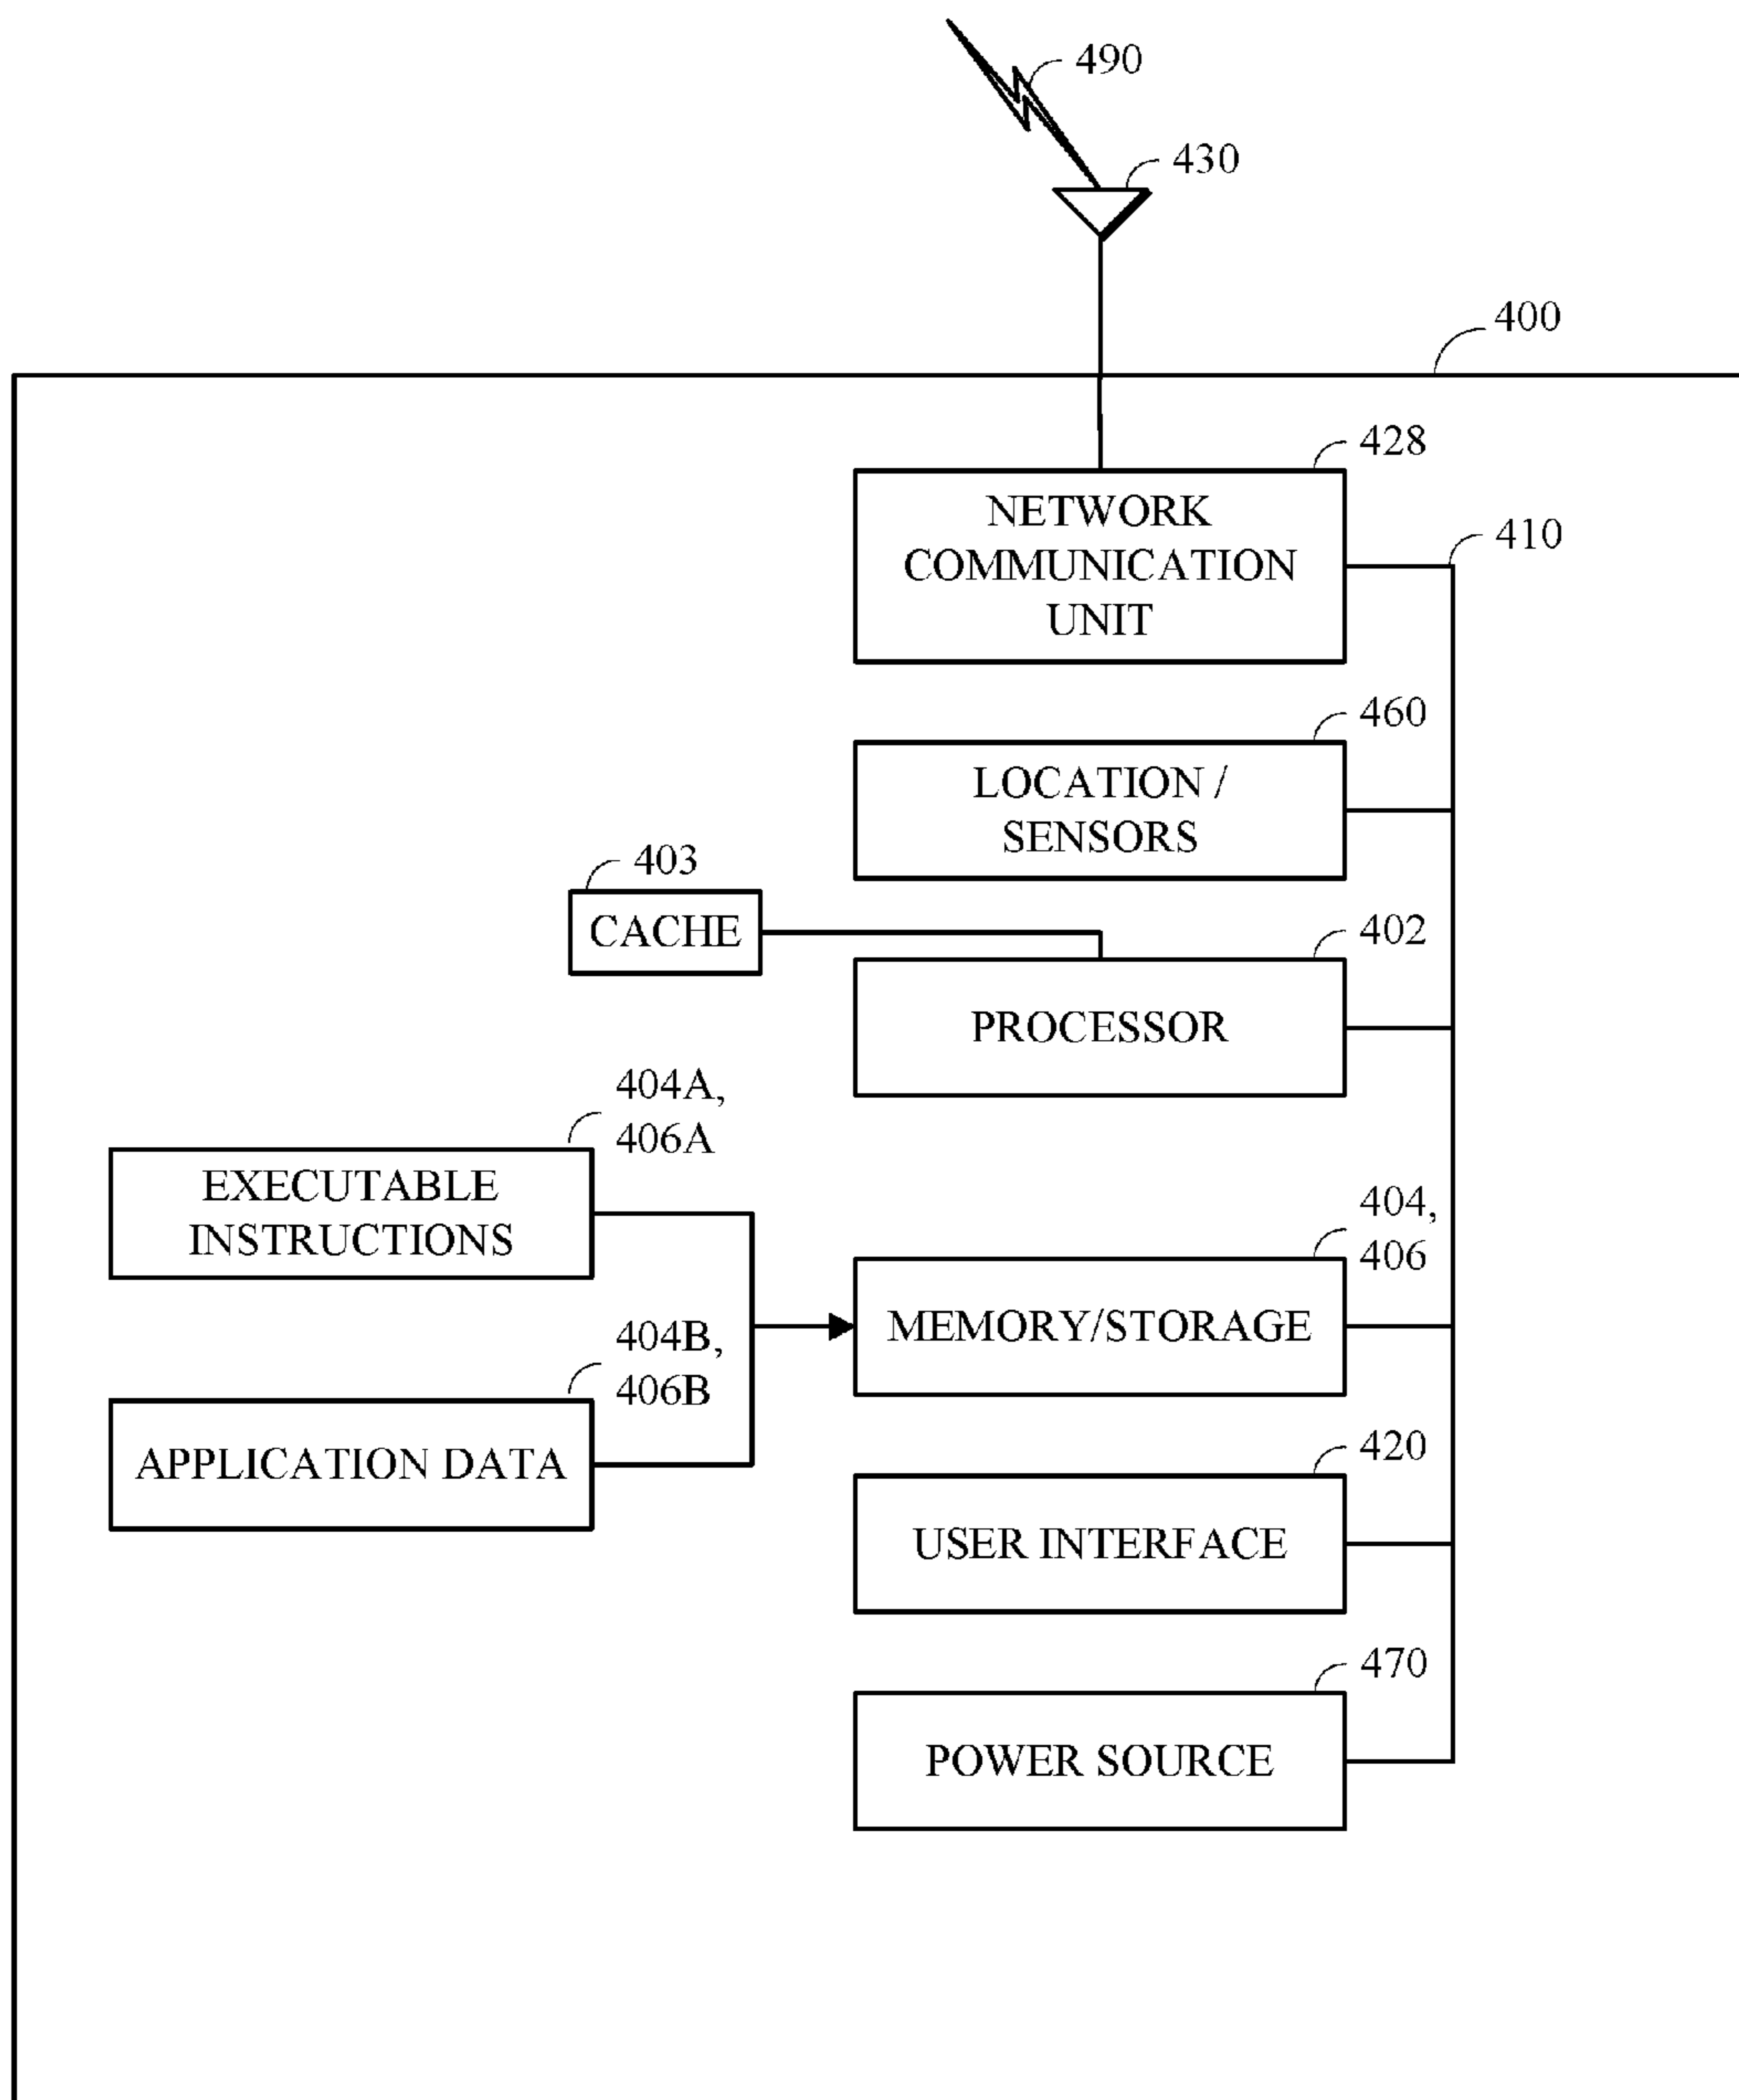 490
430
400
428
NETWORK
COMMUNICATION
UNIT
410
460
LOCATION /
SENSORS
403
CACHE
402
PROCESSOR
404A,
406A
EXECUTABLE
INSTRUCTIONS
404,
406
MEMORY/STORAGE
404B,
406B
APPLICATION DATA
420
USER INTERFACE
470
POWER SOURCE